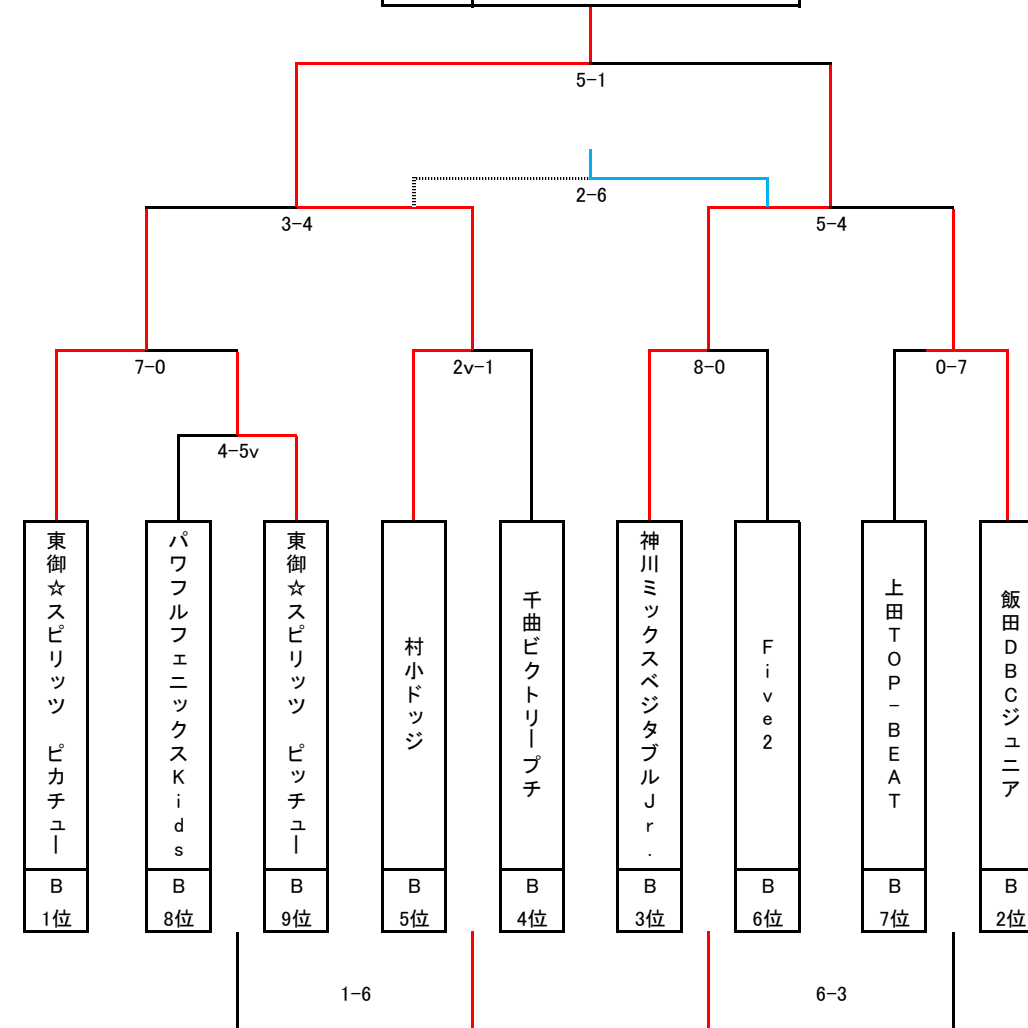 5−1
2−6
3−4
5−4
7−0
2v−1
8−0
0−7
4−5v
東御☆スピリッツ　ピカチュー
パワフルフェニックスKids
東御☆スピリッツ　ピッチュー
村小ドッジ
千曲ビクトリープチ
神川ミックスベジタブルJr.
Five2
上田TOP−BEAT
飯田DBCジュニア
B
B
B
B
B
B
B
B
B
1位
8位
9位
5位
4位
3位
6位
7位
2位
1−6
6−3